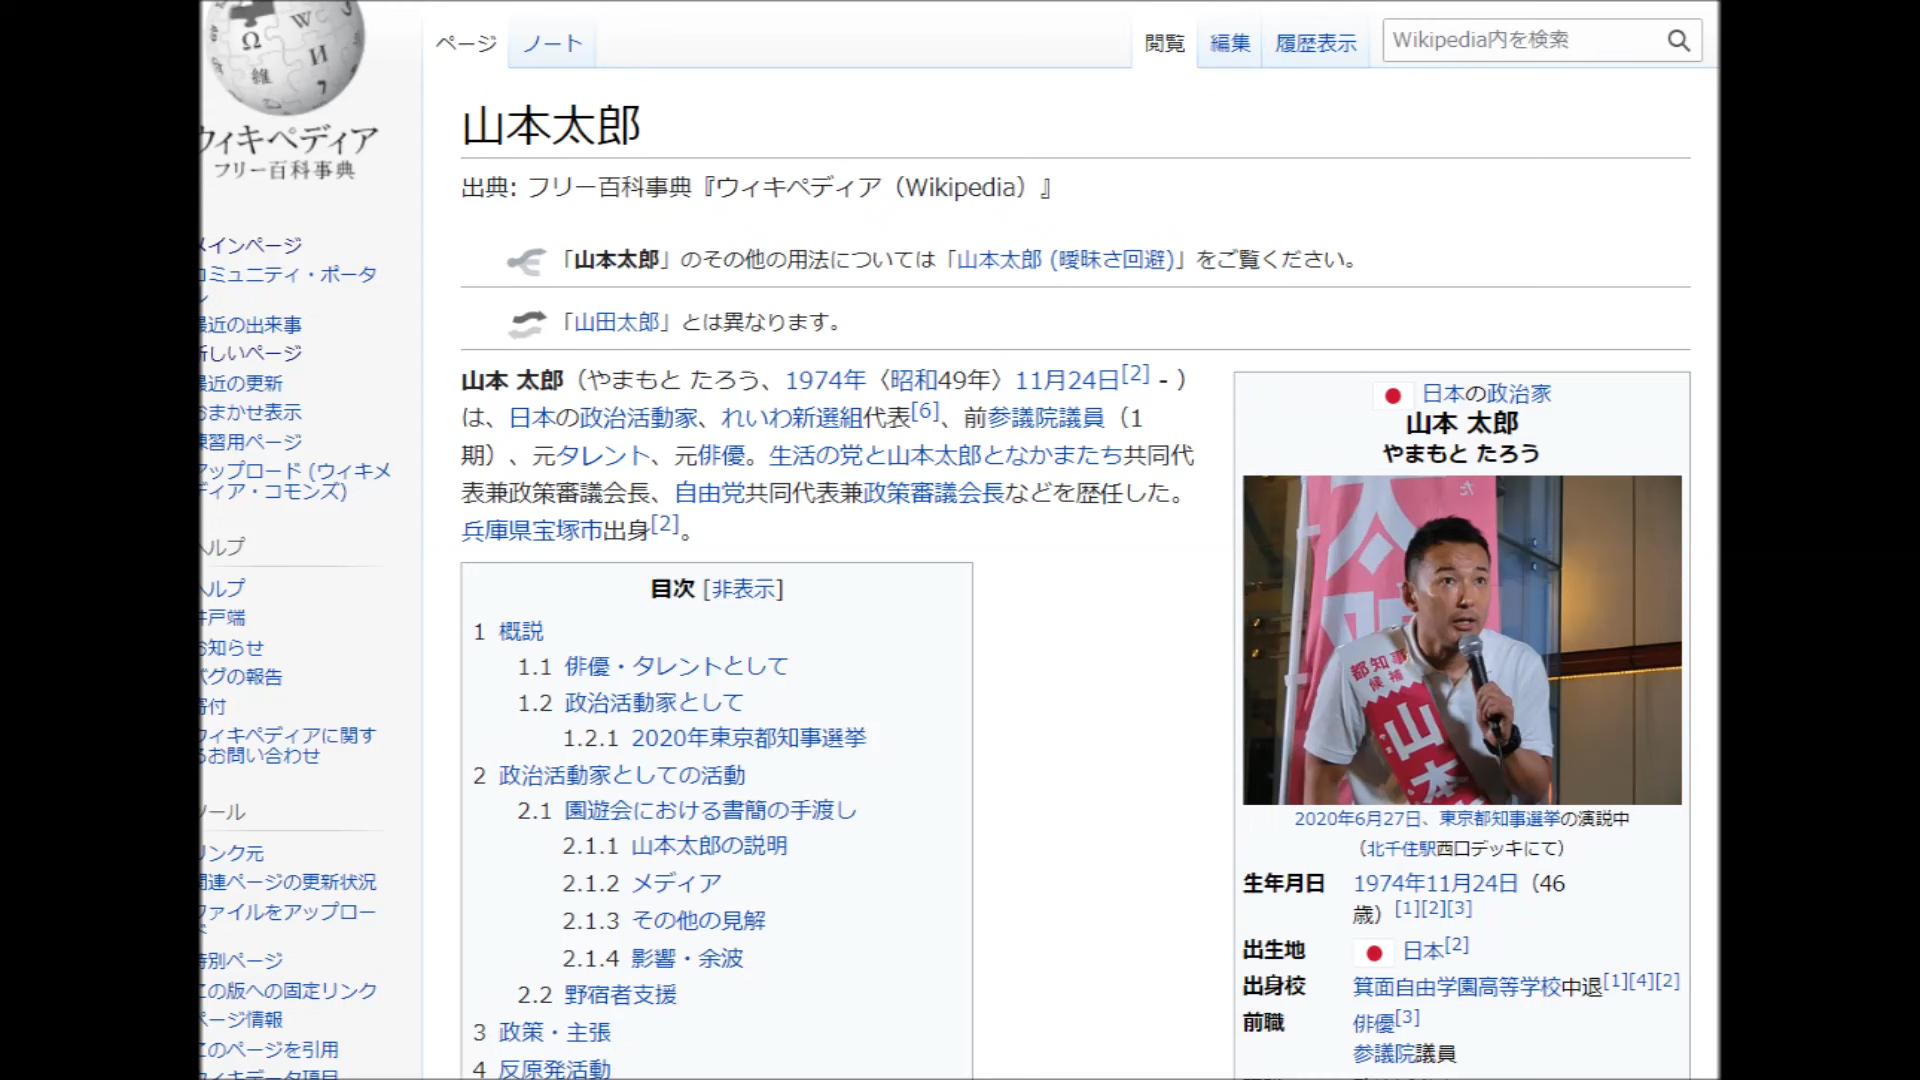 ウィキペディア
フリー百科事典
メインページ
コミュニティ・ポータ
ル
最近の出来事
新しいページ
最近の更新
おまかせ表示
練習用ページ
アップロード (ウィキメ
ディア・コモンズ)
ヘルプ
ヘルプ
井戸端
お知らせ
バグの報告
寄付
ウィキペディアに関す
るお問い合わせ
ツール
リンク元
関連ページの更新状況
ファイルをアップロー
ド
特別ページ
この版への固定リンク
ページ情報
このページを引用
ウィキデータ項目
ページ ノート 閲覧 編集 履歴表示 Wikipedia内を検索
山本太郎
出典: フリー百科事典『ウィキペディア（Wikipedia）』
「山本太郎」のその他の用法については「山本太郎 (曖昧さ回避)」をご覧ください。
「山田太郎」とは異なります。
山本 太郎（やまもと たろう、1974年〈昭和49年〉11月24日[2] - ）
は、日本の政治活動家、れいわ新選組代表[6]、前参議院議員（1
期）、元タレント、元俳優。生活の党と山本太郎となかまたち共同代
表兼政策審議会長、自由党共同代表兼政策審議会長などを歴任した。
兵庫県宝塚市出身[2]。
目次 [非表示]
1 概説
1.1 俳優・タレントとして
1.2 政治活動家として
1.2.1 2020年東京都知事選挙
2 政治活動家としての活動
2.1 園遊会における書簡の手渡し
2.1.1 山本太郎の説明
2.1.2 メディア
2.1.3 その他の見解
2.1.4 影響・余波
2.2 野宿者支援
3 政策・主張
4 反原発活動
日本の政治家
山本 太郎
やまもと たろう
都知事
候補
山本
2020年6月27日、東京都知事選挙の演説中
（北千住駅西口デッキにて）
生年月日 1974年11月24日（46
歳）[1][2][3]
出生地 日本[2]
出身校 箕面自由学園高等学校中退[1][4][2]
前職 俳優[3]
参議院議員